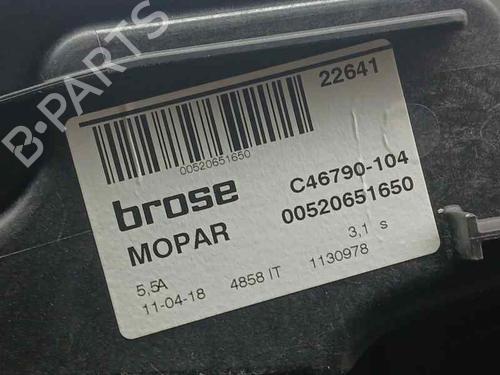 B-PARTS
22641
00520651650
brose
C46790-104
MOPAR
00520651650
5,5A
3,1 s
11-04-18 4858 IT 1130978